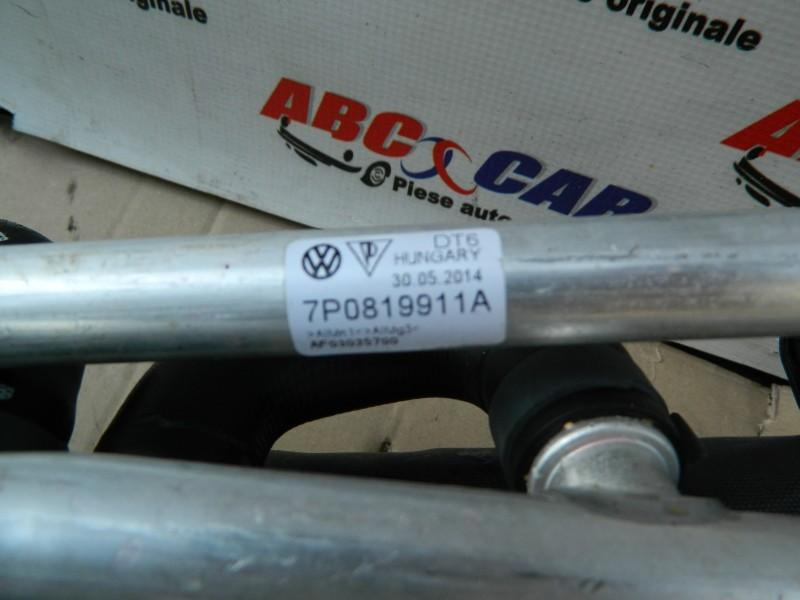 originale
originale
ABC CAR
Piese auto
DT6
HUNGARY
30.05.2014
7P0819911A